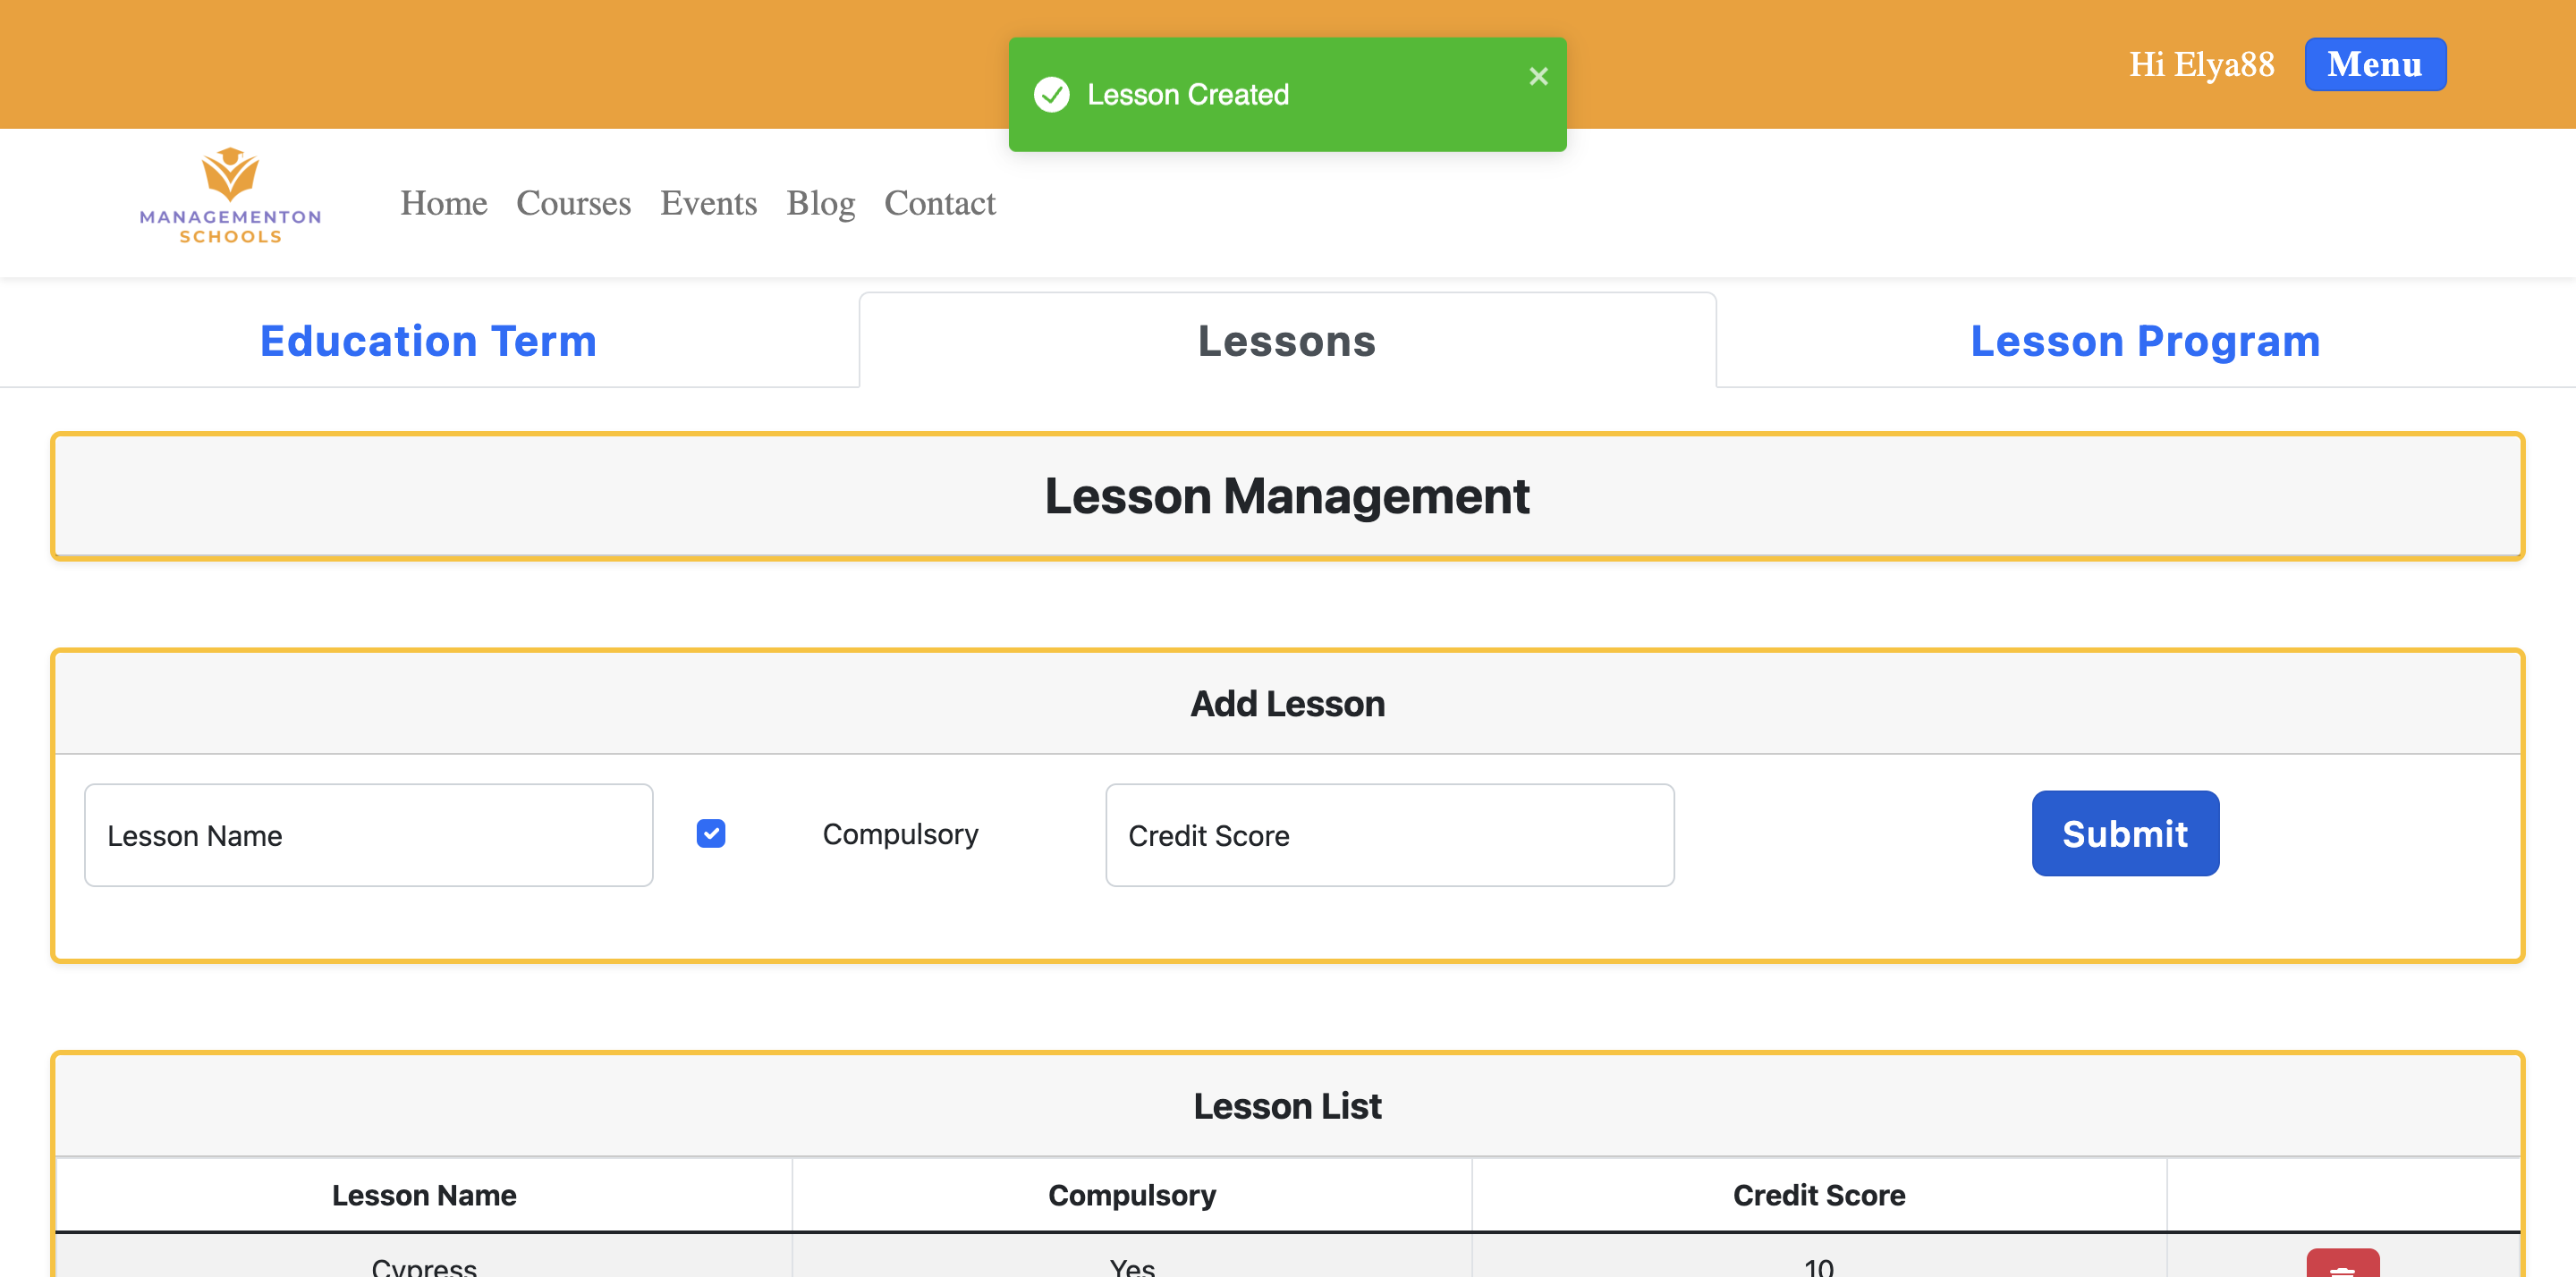 Lesson Created
Hi Elya88
Menu
MANAGEMENTON
SCHOOLS
Home Courses Events Blog Contact
Education Term
Lessons
Lesson Program
Lesson Management
Add Lesson
Lesson Name
Compulsory
Credit Score
Submit
Lesson List
Lesson Name Compulsory Credit Score
Cypress Yes 10